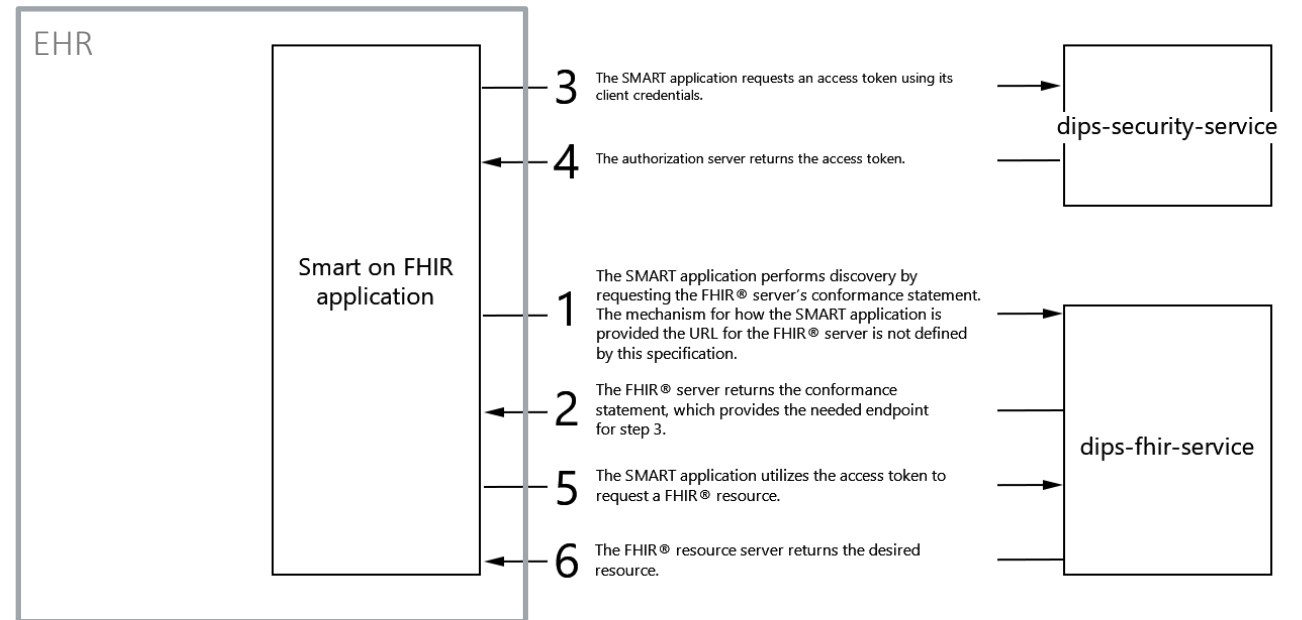 EHR
3
The SMART application requests an access token using its
client credentials.
dips-security-service
4
The authorization server returns the access token.
Smart on FHIR
application
1
The SMART application performs discovery by
requesting the FHIR® server's conformance statement.
The mechanism for how the SMART application is
provided the URL for the FHIR® server is not defined
by this specification.
2
The FHIR® server returns the conformance
statement, which provides the needed endpoint
for step 3.
dips-fhir-service
5
The SMART application utilizes the access token to
request a FHIR® resource.
6
The FHIR® resource server returns the desired
resource.